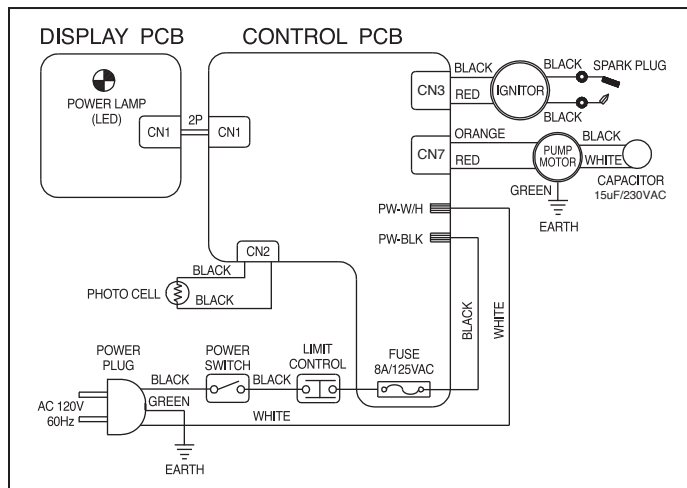 DISPLAY PCB
CONTROL PCB
POWER LAMP
(LED)
CN1
2P
CN1
CN3
BLACK
RED
IGNITOR
BLACK
SPARK PLUG
BLACK
CN7
ORANGE
RED
PUMP
MOTOR
BLACK
WHITE
CAPACITOR
15uF/230VAC
GREEN
EARTH
PW-W/H
PW-BLK
CN2
BLACK
BLACK
PHOTO CELL
BLACK
WHITE
POWER
PLUG
AC 120V
60Hz
BLACK
GREEN
POWER
SWITCH
BLACK
LIMIT
CONTROL
FUSE
8A/125VAC
WHITE
EARTH